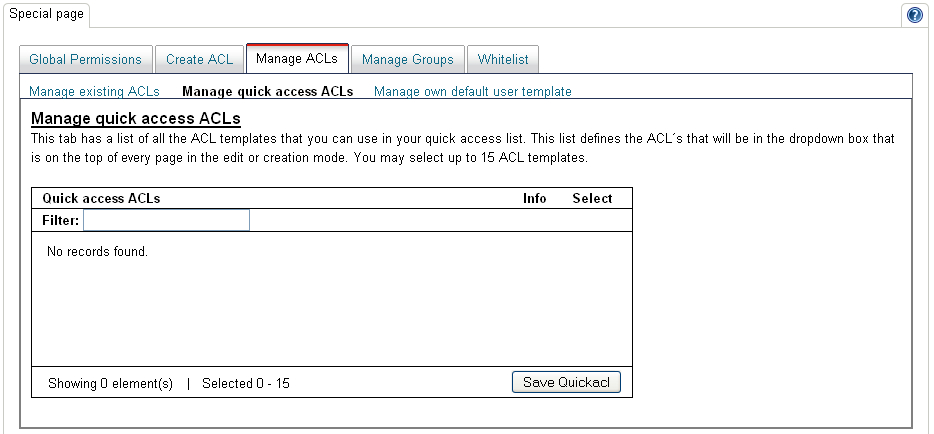 Special page
?
Global Permissions Create ACL Manage ACLs Manage Groups Whitelist
Manage existing ACLs Manage quick access ACLs Manage own default user template
Manage quick access ACLs
This tab has a list of all the ACL templates that you can use in your quick access list. This list defines the ACL´s that will be in the dropdown box that
is on the top of every page in the edit or creation mode. You may select up to 15 ACL templates.
Quick access ACLs Info Select
Filter:
No records found.
Showing 0 element(s) | Selected 0 - 15 Save Quickacl